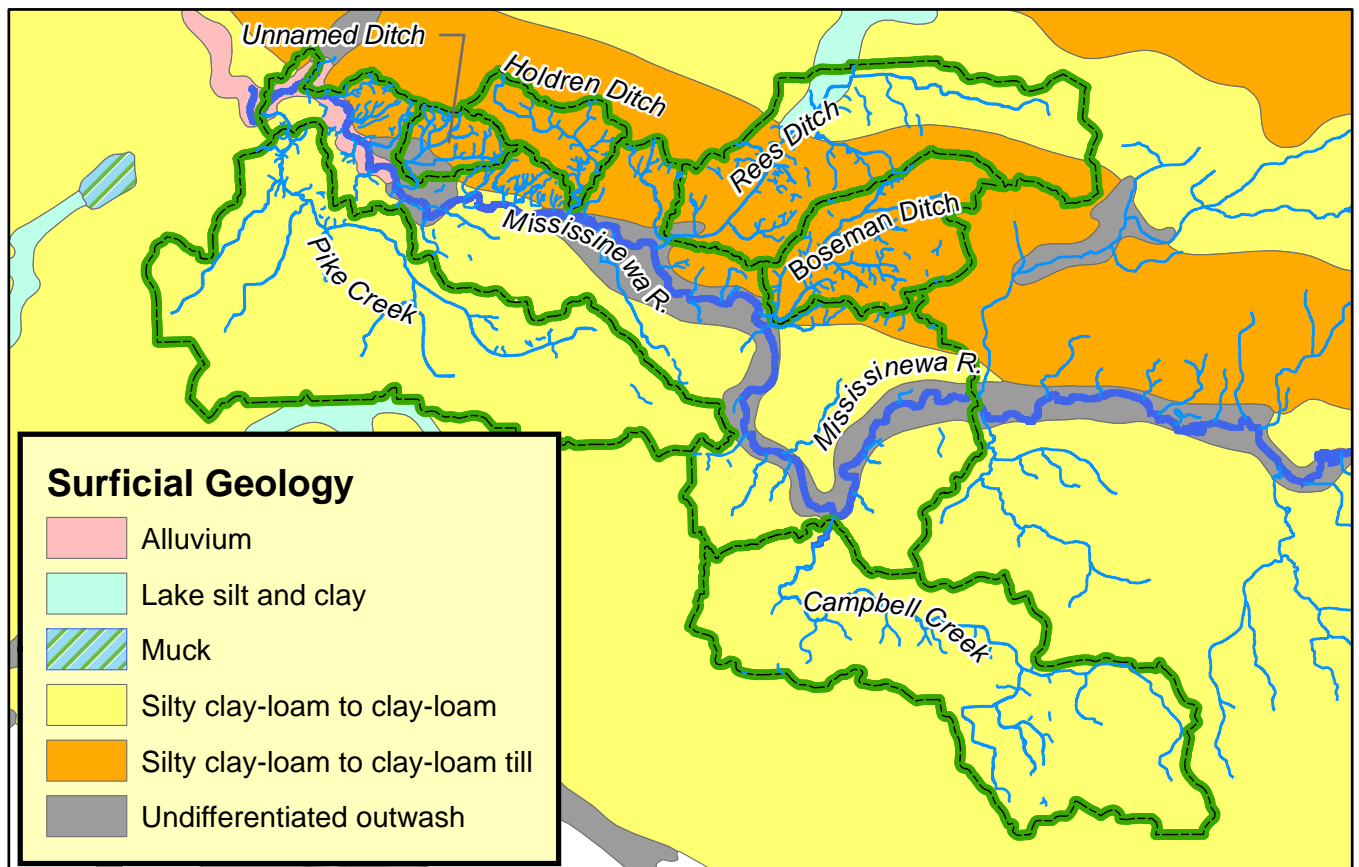 Unnamed Ditch
Holdren Ditch
Rees Ditch
Boseman Ditch
Mississinewa R.
Pike Creek
Mississinewa R.
Campbell Creek
Surficial Geology
Alluvium
Lake silt and clay
Muck
Silty clay-loam to clay-loam
Silty clay-loam to clay-loam till
Undifferentiated outwash